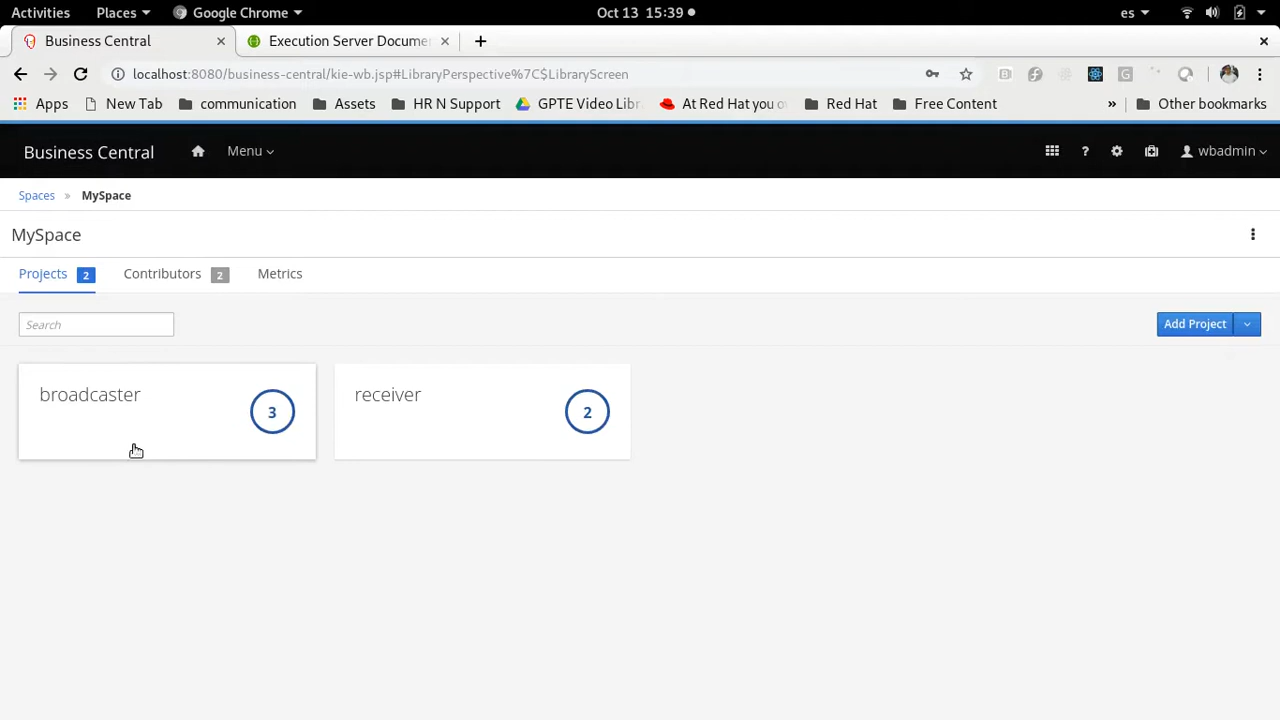 Activities Places Google Chrome Oct 13 15:39 es
Business Central Execution Server Docume
localhost:8080/business-central/kie-wb.jsp#LibraryPerspective%7C$LibraryScreen
Apps New Tab communication Assets HR N Support GPTE Video Libr At Red Hat you o Red Hat Free Content » Other bookmarks
Business Central Menu ? wbadmin
Spaces » MySpace
MySpace
Projects 2 Contributors 2 Metrics
Search Add Project
broadcaster 3 receiver 2